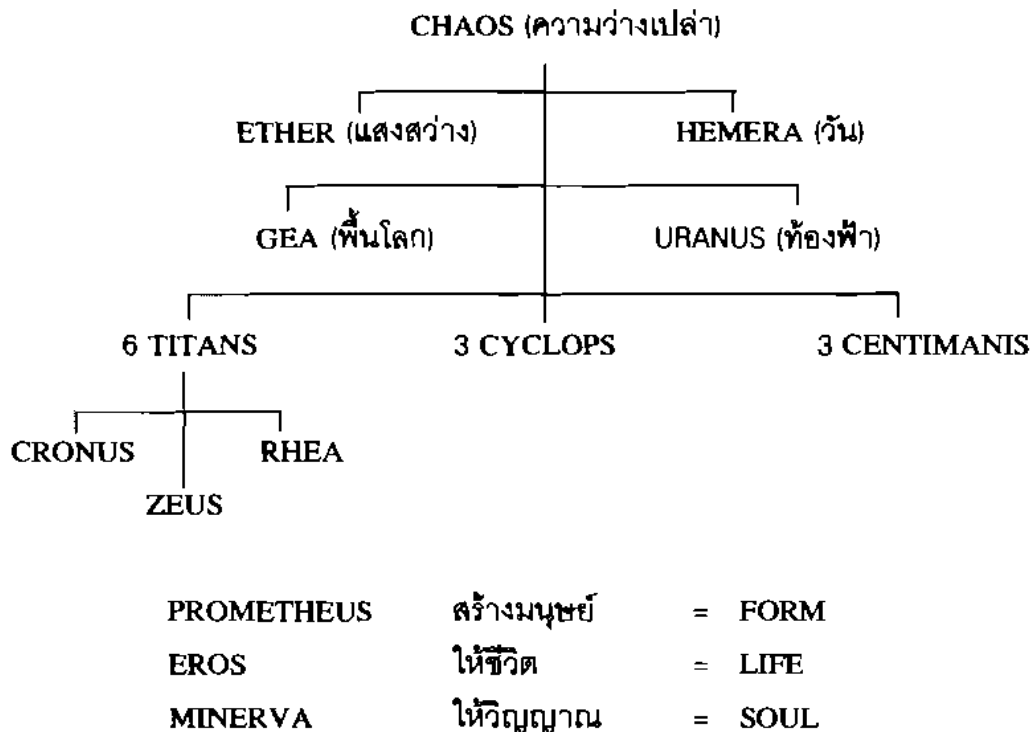 CHAOS (ความว่างเปล่า)
ETHER (แสงสว่าง) HEMERA (วัน)
GEA (พื้นโลก) URANUS (ท้องฟ้า)
6 TITANS 3 CYCLOPS 3 CENTIMANIS
CRONUS RHEA
ZEUS
PROMETHEUS สร้างมนุษย์ = FORM
EROS ให้ชีวิต = LIFE
MINERVA ให้วิญญาณ = SOUL